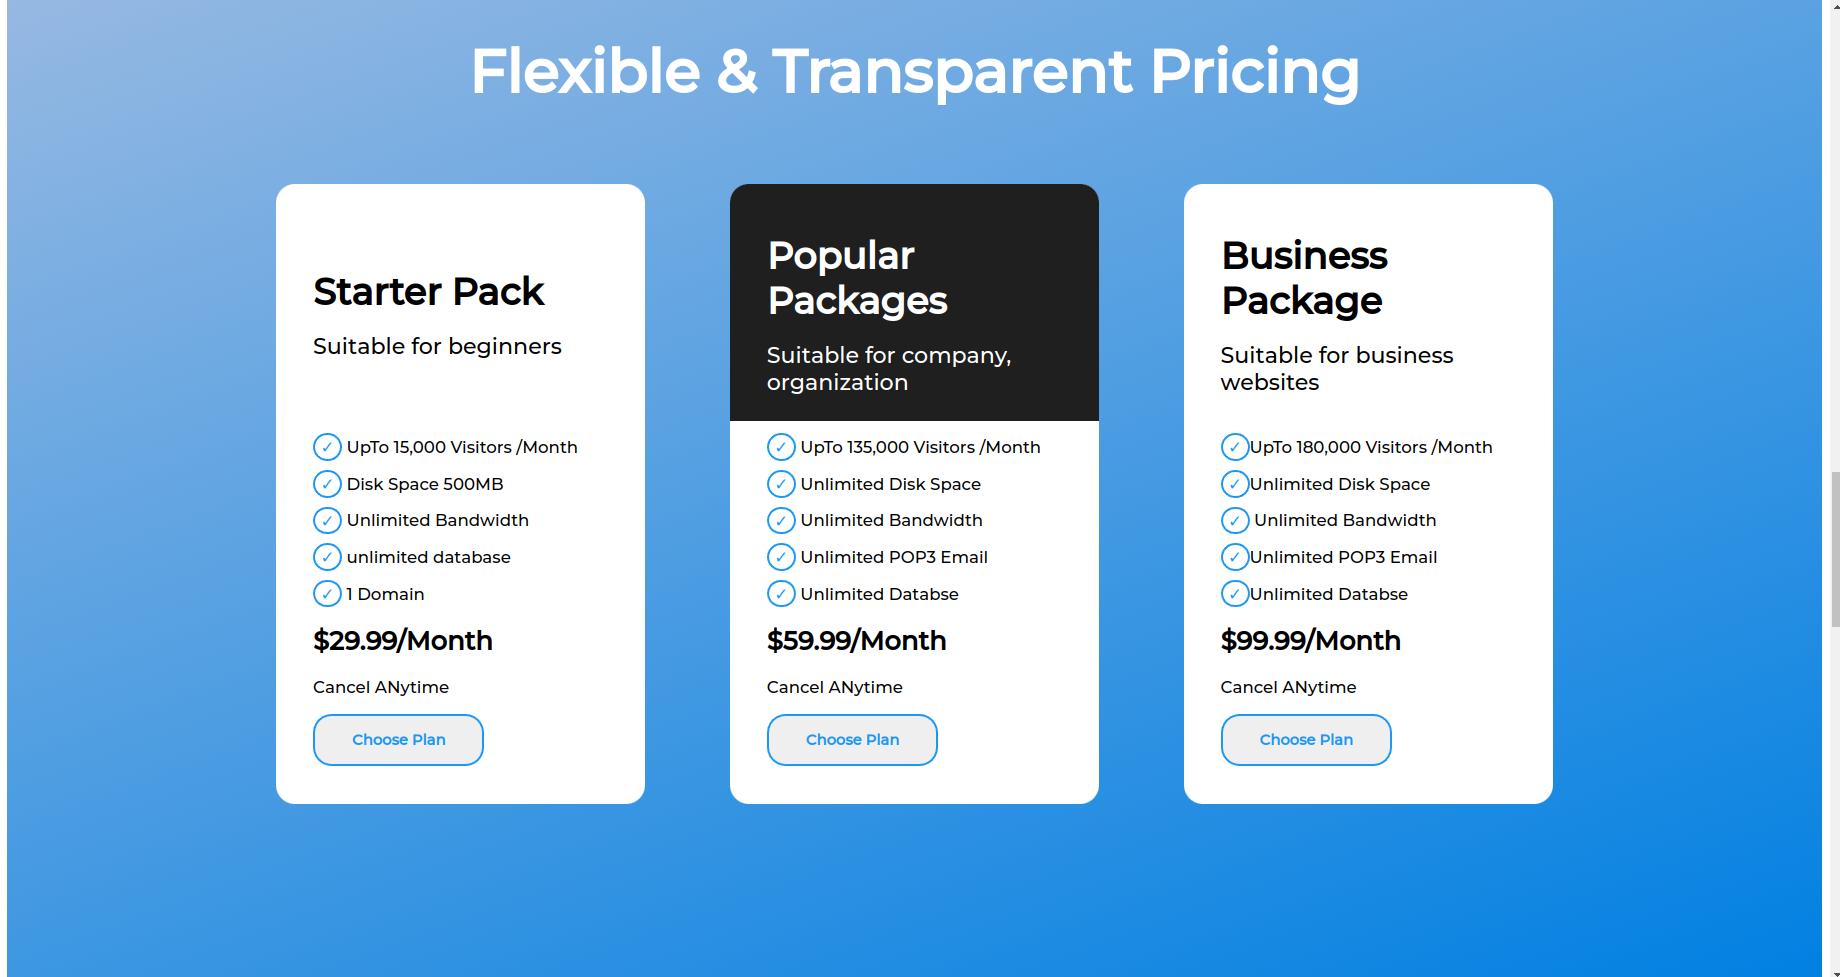 Flexible & Transparent Pricing
Starter Pack
Suitable for beginners
✓ UpTo 15,000 Visitors /Month
✓ Disk Space 500MB
✓ Unlimited Bandwidth
✓ unlimited database
✓ 1 Domain
$29.99/Month
Cancel ANytime
Choose Plan
Popular
Packages
Suitable for company,
organization
✓ UpTo 135,000 Visitors /Month
✓ Unlimited Disk Space
✓ Unlimited Bandwidth
✓ Unlimited POP3 Email
✓ Unlimited Databse
$59.99/Month
Cancel ANytime
Choose Plan
Business
Package
Suitable for business
websites
✓UpTo 180,000 Visitors /Month
✓Unlimited Disk Space
✓ Unlimited Bandwidth
✓Unlimited POP3 Email
✓Unlimited Databse
$99.99/Month
Cancel ANytime
Choose Plan